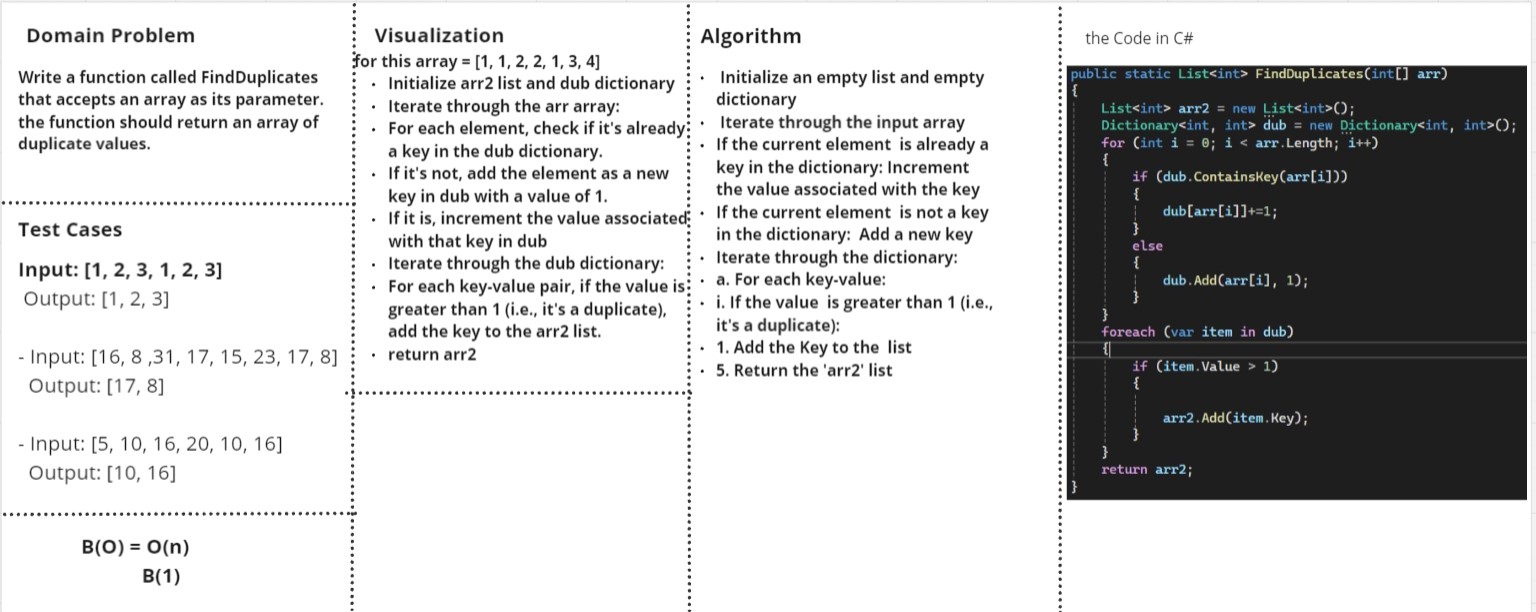 Domain Problem
Write a function called FindDuplicates
that accepts an array as its parameter.
the function should return an array of
duplicate values.
Test Cases
Input: [1, 2, 3, 1, 2, 3]
Output: [1, 2, 3]
- Input: [16, 8 ,31, 17, 15, 23, 17, 8]
Output: [17, 8]
- Input: [5, 10, 16, 20, 10, 16]
Output: [10, 16]
B(O) = O(n)
B(1)
Visualization
for this array = [1, 1, 2, 2, 1, 3, 4]
• Initialize arr2 list and dub dictionary
• Iterate through the arr array:
• For each element, check if it's already
a key in the dub dictionary.
• If it's not, add the element as a new
key in dub with a value of 1.
• If it is, increment the value associated
with that key in dub
• Iterate through the dub dictionary:
• For each key-value pair, if the value is
greater than 1 (i.e., it's a duplicate),
add the key to the arr2 list.
• return arr2
Algorithm
• Initialize an empty list and empty
dictionary
• Iterate through the input array
• If the current element is already a
key in the dictionary: Increment
the value associated with the key
• If the current element is not a key
in the dictionary: Add a new key
• Iterate through the dictionary:
• a. For each key-value:
• i. If the value is greater than 1 (i.e.,
it's a duplicate):
• 1. Add the Key to the list
• 5. Return the 'arr2' list
the Code in C#
public static List<int> FindDuplicates(int[] arr)
{
List<int> arr2 = new List<int>();
Dictionary<int, int> dub = new Dictionary<int, int>();
for (int i = 0; i < arr.Length; i++)
{
if (dub.ContainsKey(arr[i]))
{
dub[arr[i]]+=1;
}
else
{
dub.Add(arr[i], 1);
}
}
foreach (var item in dub)
{
if (item.Value > 1)
{
arr2.Add(item.Key);
}
}
return arr2;
}